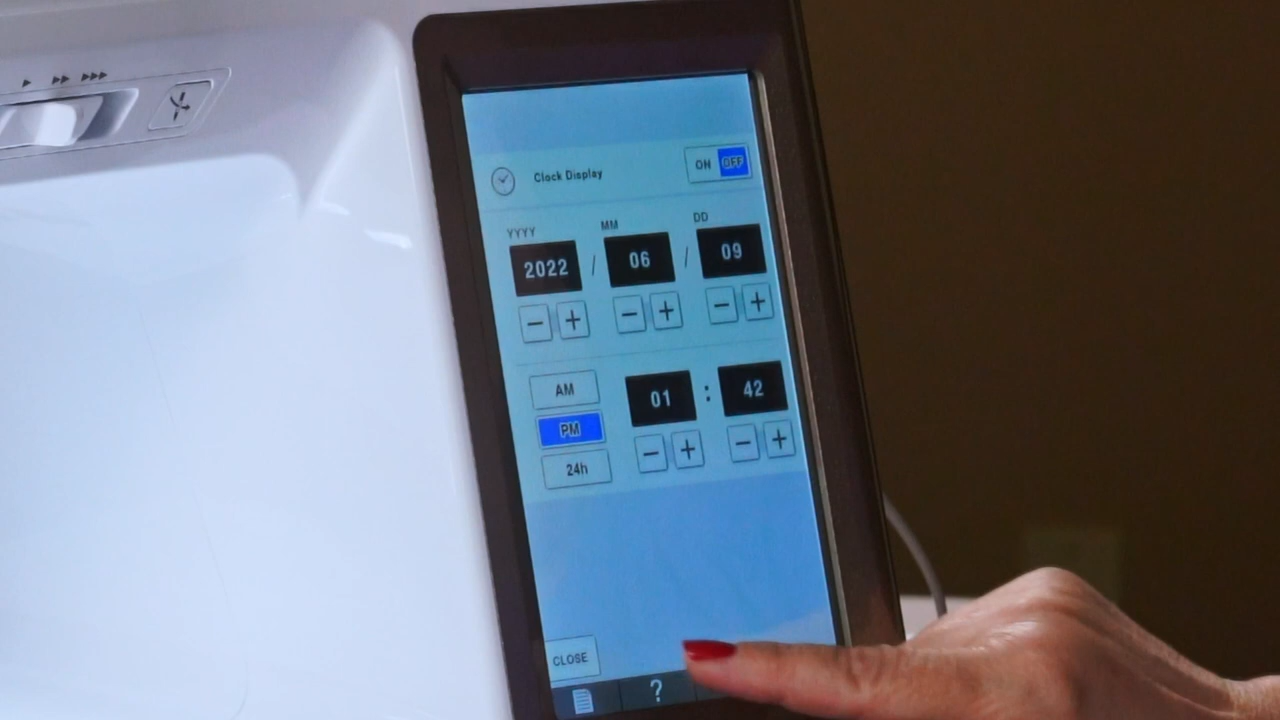 Clock Display ON OFF
YYYY MM DD
2022 / 06 / 09
− + − + − +
AM
PM
24h
01 : 42
− + − +
CLOSE
?